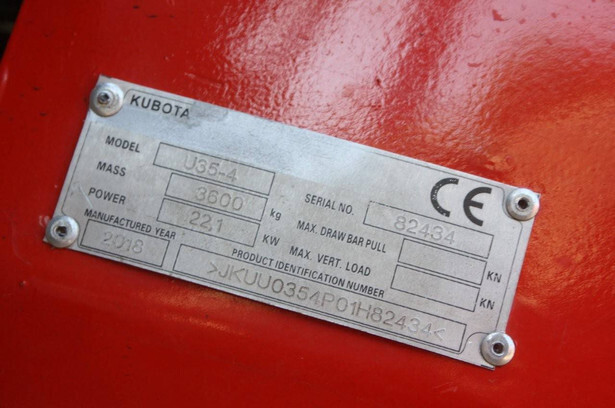 KUBOTA
MODEL U35-4
MASS 3600 kg
POWER 22,1 KW
MANUFACTURED YEAR
2018
CE
SERIAL NO. 82434
MAX. DRAW BAR PULL KN
MAX. VERT. LOAD KN
PRODUCT IDENTIFICATION NUMBER
>JKUU0354P01H82434<